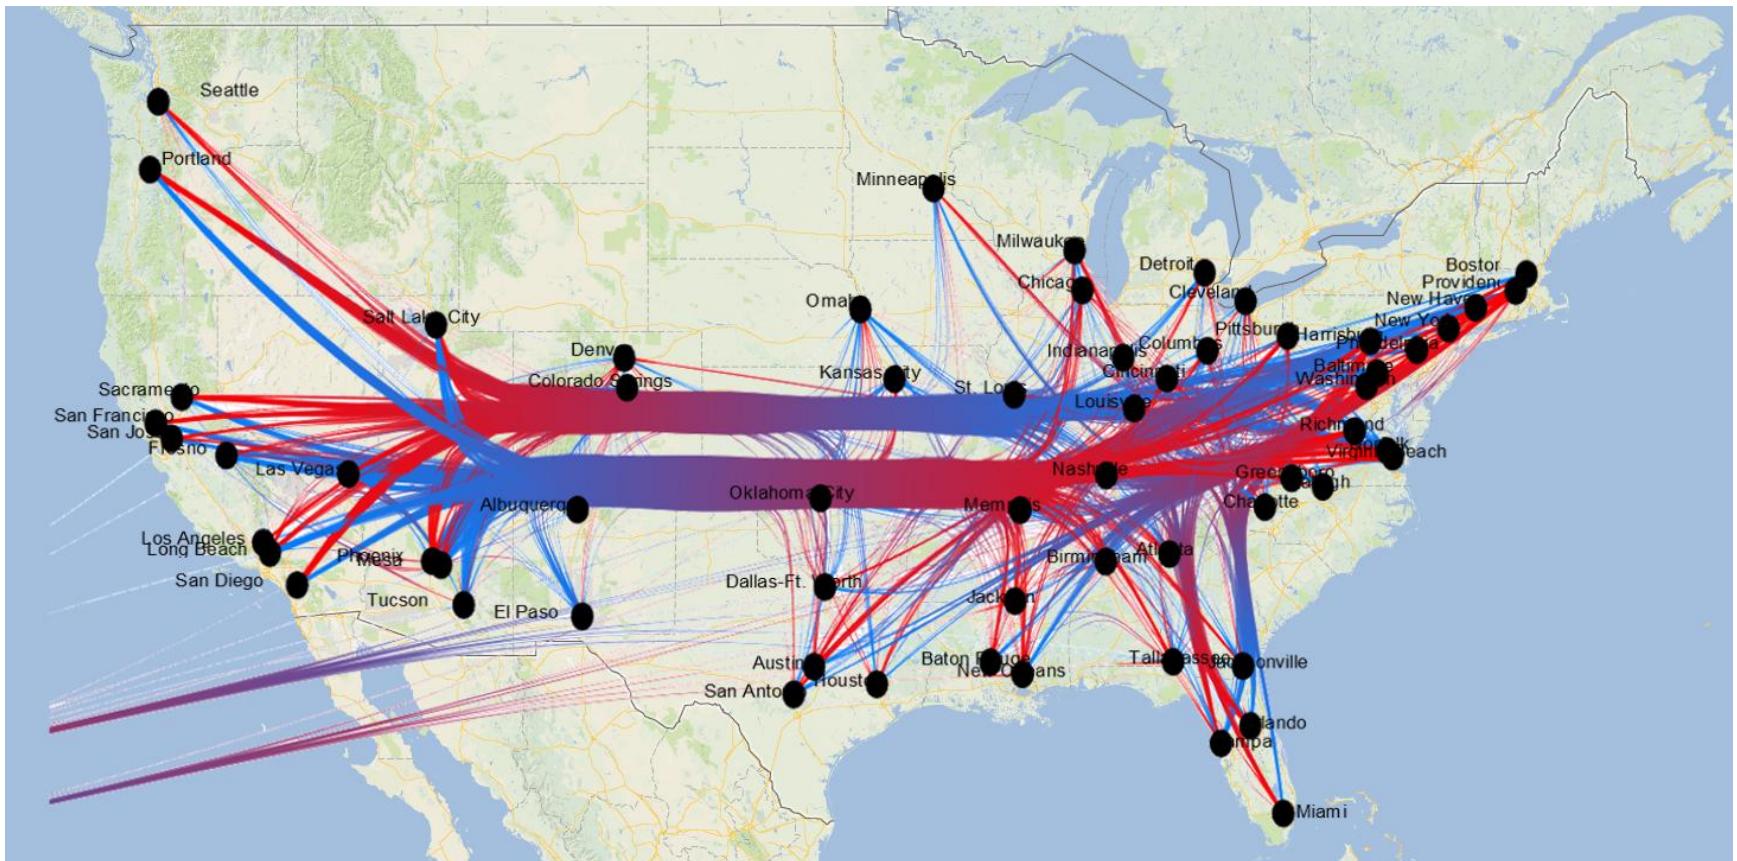 Seattle
Portland
Minneapolis
Milwaukee
Detroit
Boston
Chicago
Cleveland
Providence
New Haven
Omaha
Salt Lake City
New York
Pittsburgh
Harrisburg
Philadelphia
Denver
Indianapolis
Columbus
Colorado Springs
Kansas City
Cincinnati
Baltimore
Washington
Sacramento
St. Louis
Louisville
San Francisco
San Jose
Richmond
Fresno
Virginia Beach
Las Vegas
Nashville
Greensboro
Oklahoma City
Albuquerque
Memphis
Charlotte
Los Angeles
Long Beach
Phoenix
Mesa
Birmingham
Atlanta
San Diego
Dallas-Ft. Worth
Tucson
El Paso
Jackson
Austin
Baton Rouge
New Orleans
Tallahassee
Jacksonville
San Antonio
Houston
Orlando
Tampa
Miami